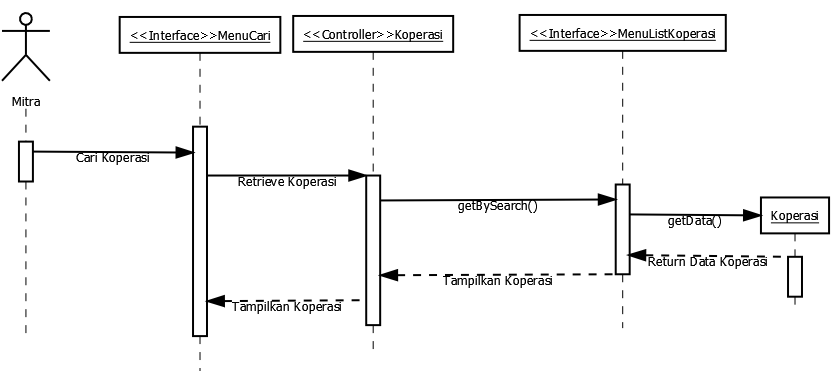 <<Interface>>MenuCari
<<Controller>>Koperasi
<<Interface>>MenuListKoperasi
Mitra
Cari Koperasi
Retrieve Koperasi
getBySearch()
getData()
Koperasi
Return Data Koperasi
Tampilkan Koperasi
Tampilkan Koperasi